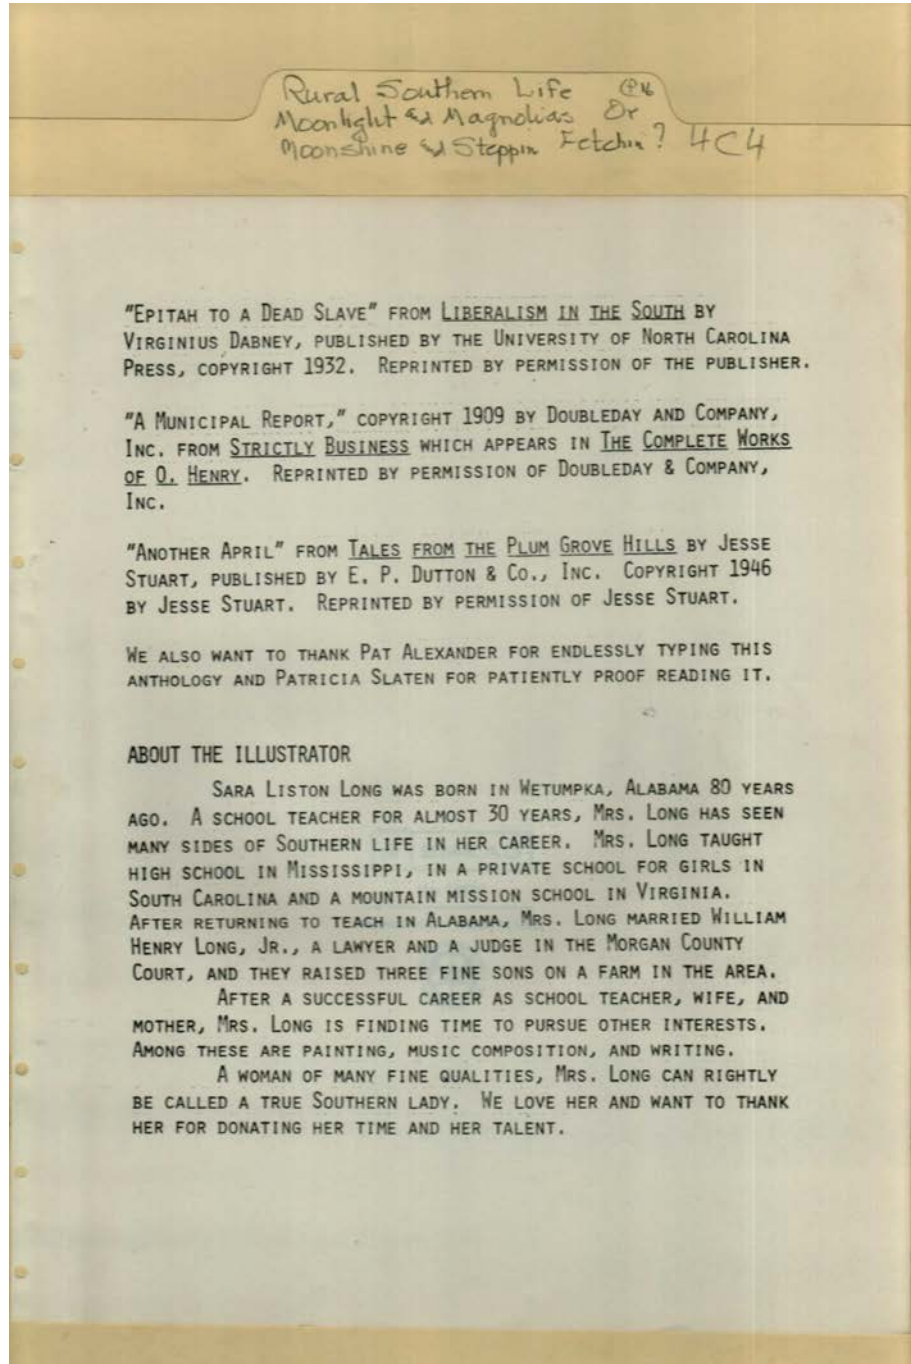 Rural Southern Life
Moonlight & Magnolias Or
Moonshine & Steppin Fetchin? 4C4
"EPITAH TO A DEAD SLAVE" FROM LIBERALISM IN THE SOUTH BY
VIRGINIUS DABNEY, PUBLISHED BY THE UNIVERSITY OF NORTH CAROLINA
PRESS, COPYRIGHT 1932. REPRINTED BY PERMISSION OF THE PUBLISHER.
"A MUNICIPAL REPORT," COPYRIGHT 1909 BY DOUBLEDAY AND COMPANY,
INC. FROM STRICTLY BUSINESS WHICH APPEARS IN THE COMPLETE WORKS
OF O. HENRY. REPRINTED BY PERMISSION OF DOUBLEDAY & COMPANY,
INC.
"ANOTHER APRIL" FROM TALES FROM THE PLUM GROVE HILLS BY JESSE
STUART, PUBLISHED BY E. P. DUTTON & CO., INC. COPYRIGHT 1946
BY JESSE STUART. REPRINTED BY PERMISSION OF JESSE STUART.
WE ALSO WANT TO THANK PAT ALEXANDER FOR ENDLESSLY TYPING THIS
ANTHOLOGY AND PATRICIA SLATEN FOR PATIENTLY PROOF READING IT.
ABOUT THE ILLUSTRATOR
SARA LISTON LONG WAS BORN IN WETUMPKA, ALABAMA 80 YEARS
AGO. A SCHOOL TEACHER FOR ALMOST 30 YEARS, MRS. LONG HAS SEEN
MANY SIDES OF SOUTHERN LIFE IN HER CAREER. MRS. LONG TAUGHT
HIGH SCHOOL IN MISSISSIPPI, IN A PRIVATE SCHOOL FOR GIRLS IN
SOUTH CAROLINA AND A MOUNTAIN MISSION SCHOOL IN VIRGINIA.
AFTER RETURNING TO TEACH IN ALABAMA, MRS. LONG MARRIED WILLIAM
HENRY LONG, JR., A LAWYER AND A JUDGE IN THE MORGAN COUNTY
COURT, AND THEY RAISED THREE FINE SONS ON A FARM IN THE AREA.
AFTER A SUCCESSFUL CAREER AS SCHOOL TEACHER, WIFE, AND
MOTHER, MRS. LONG IS FINDING TIME TO PURSUE OTHER INTERESTS.
AMONG THESE ARE PAINTING, MUSIC COMPOSITION, AND WRITING.
A WOMAN OF MANY FINE QUALITIES, MRS. LONG CAN RIGHTLY
BE CALLED A TRUE SOUTHERN LADY. WE LOVE HER AND WANT TO THANK
HER FOR DONATING HER TIME AND HER TALENT.